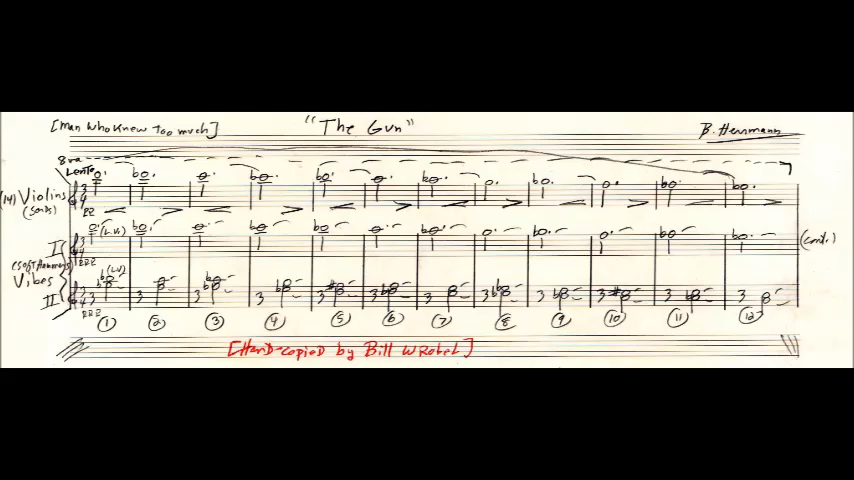 [Man Who Knew Too Much] "The Gun" B. Herrmann
8va
Lento
(14) Violins
(sords)
I (L.V.) (cont.)
(soft hammers)
Vibes (LV)
II
1 2 3 4 5 6 7 8 9 10 11 12
[Hand-copied by Bill Wrobel]